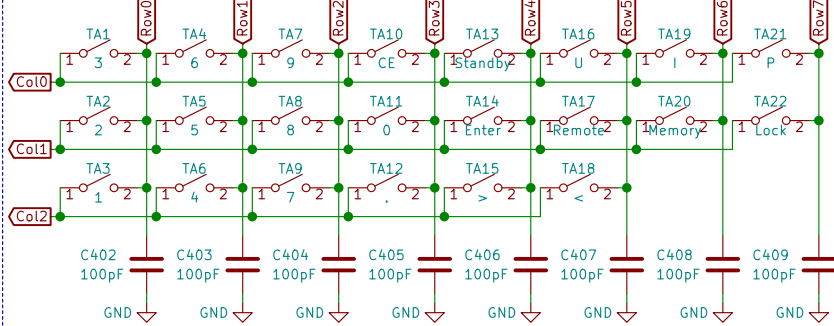 Row0 Row1 Row2 Row3 Row4 Row5 Row6 Row7
TA1 TA4 TA7 TA10 TA13 TA16 TA19 TA21
1 2 1 2 1 2 1 2 1 2 1 2 1 2 1 2
3 6 9 CE Standby U I P
Col0
TA2 TA5 TA8 TA11 TA14 TA17 TA20 TA22
1 2 1 2 1 2 1 2 1 2 1 2 1 2 1 2
2 5 8 0 Enter Remote Memory Lock
Col1
TA3 TA6 TA9 TA12 TA15 TA18
1 2 1 2 1 2 1 2 1 2 1 2
1 4 7 . > <
Col2
C402 C403 C404 C405 C406 C407 C408 C409
100pF 100pF 100pF 100pF 100pF 100pF 100pF 100pF
GND GND GND GND GND GND GND GND